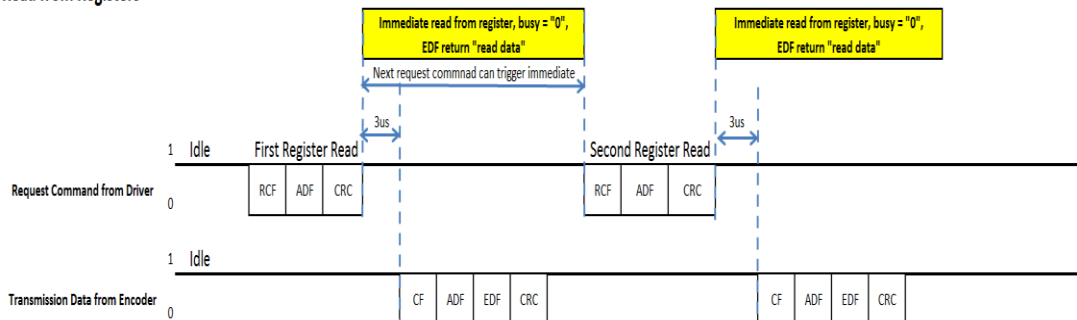 Immediate read from register, busy = "0",
EDF return "read data"
Immediate read from register, busy = "0",
EDF return "read data"
Next request commnad can trigger immediate
3us
3us
1 Idle First Register Read Second Register Read
Request Command from Driver
RCF ADF CRC RCF ADF CRC
0
1 Idle
Transmission Data from Encoder
CF ADF EDF CRC CF ADF EDF CRC
0